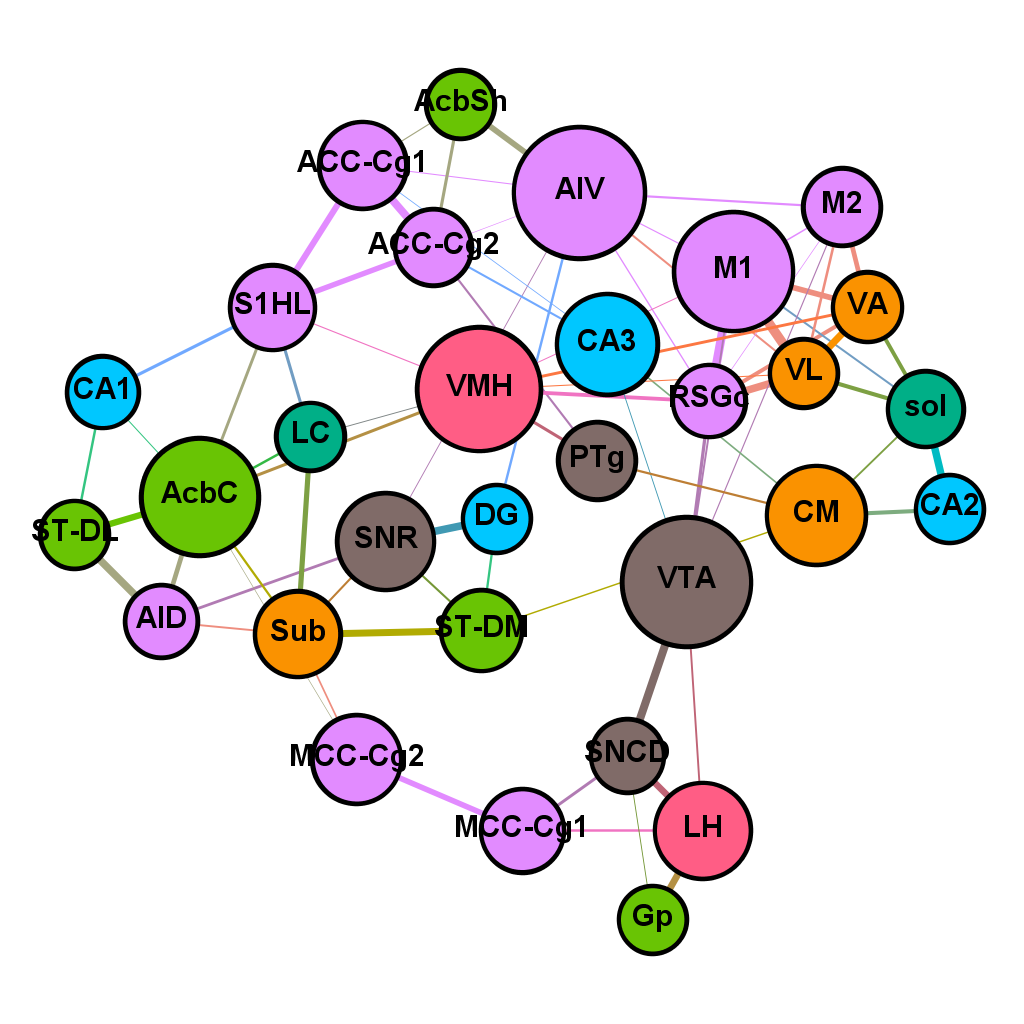 AcbSh
ACC-Cg1
AIV
M2
ACC-Cg2
M1
S1HL
VA
CA3
VL
CA1
VMH
RSGc
sol
LC
PTg
AcbC
CA2
DG
CM
ST-DL
SNR
VTA
AID
Sub
ST-DM
MCC-Cg2
SNCD
MCC-Cg1
LH
Gp